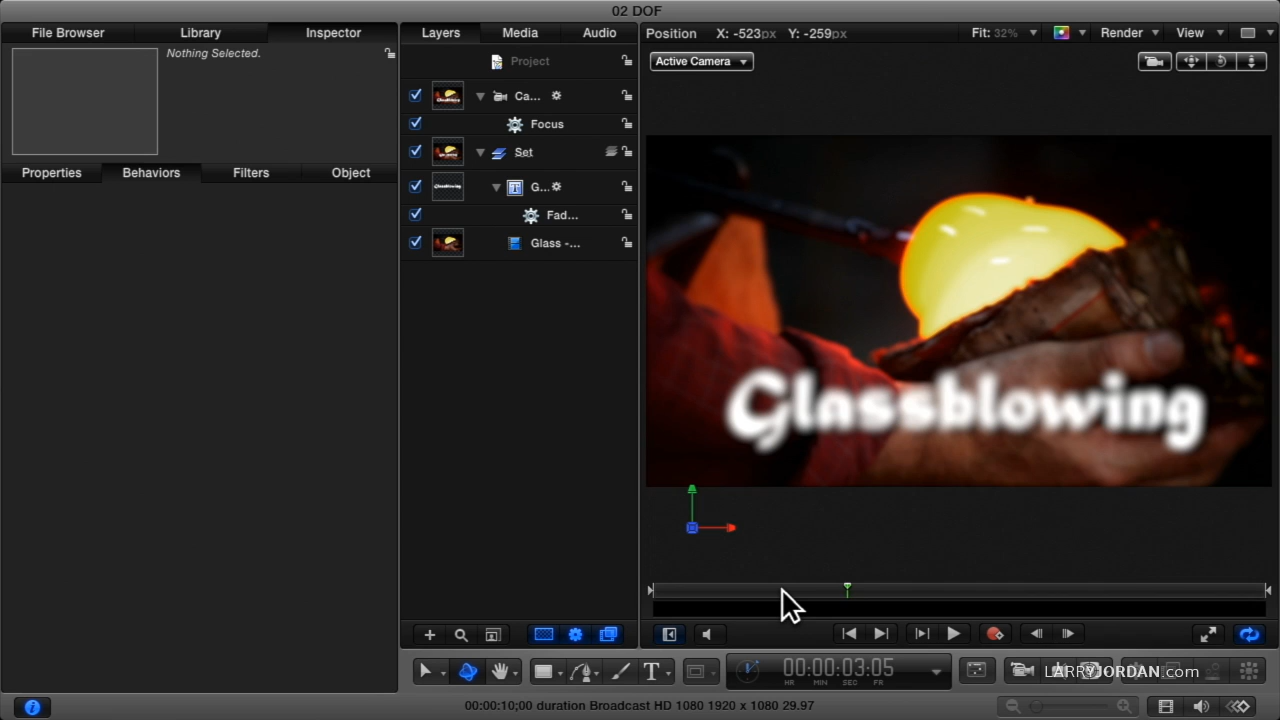 02 DOF
File Browser Library Inspector
Layers Media Audio
Position X: -523px Y: -259px Fit: 32% Render View
Nothing Selected.
Active Camera
Project
Ca...
Focus
Set
G...
Fad...
Glass -...
Properties Behaviors Filters Object
Glassblowing
T
00:00:03:05
HR MIN SEC FR
LARRYJORDAN.com
00:00:10;00 duration Broadcast HD 1080 1920 x 1080 29.97